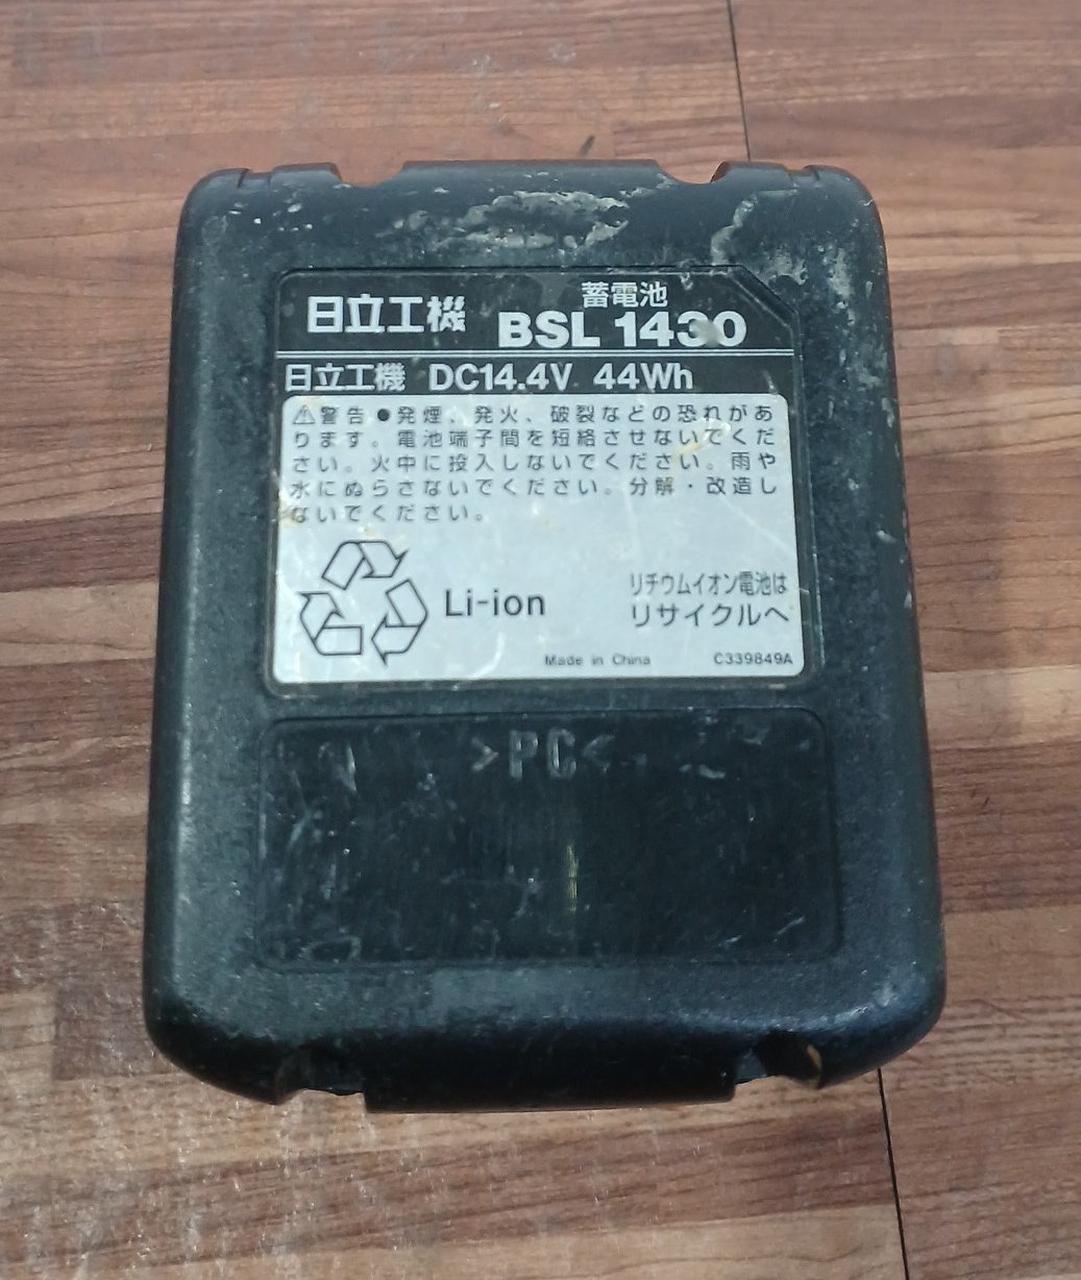 日立工機
蓄電池
BSL 1430
日立工機 DC14.4V 44Wh
⚠警告●発煙、発火、破裂などの恐れがあ
ります。電池端子間を短絡させないでくだ
さい。火中に投入しないでください。雨や
水にぬらさないでください。分解・改造し
ないでください。
Li-ion
リチウムイオン電池は
リサイクルへ
Made in China
C339849A
>PC<